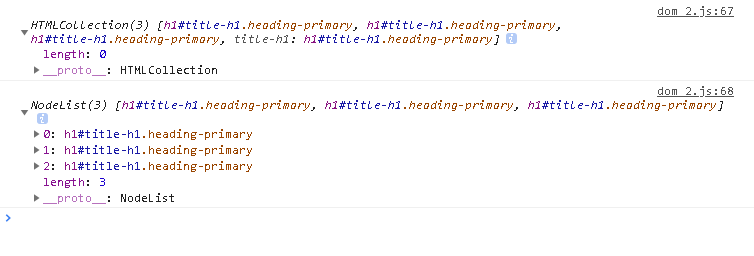 dom 2.js:67
HTMLCollection(3) [h1#title-h1.heading-primary, h1#title-h1.heading-primary,
h1#title-h1.heading-primary, title-h1: h1#title-h1.heading-primary] i
length: 0
__proto__: HTMLCollection
dom 2.js:68
NodeList(3) [h1#title-h1.heading-primary, h1#title-h1.heading-primary, h1#title-h1.heading-primary]
i
0: h1#title-h1.heading-primary
1: h1#title-h1.heading-primary
2: h1#title-h1.heading-primary
length: 3
__proto__: NodeList